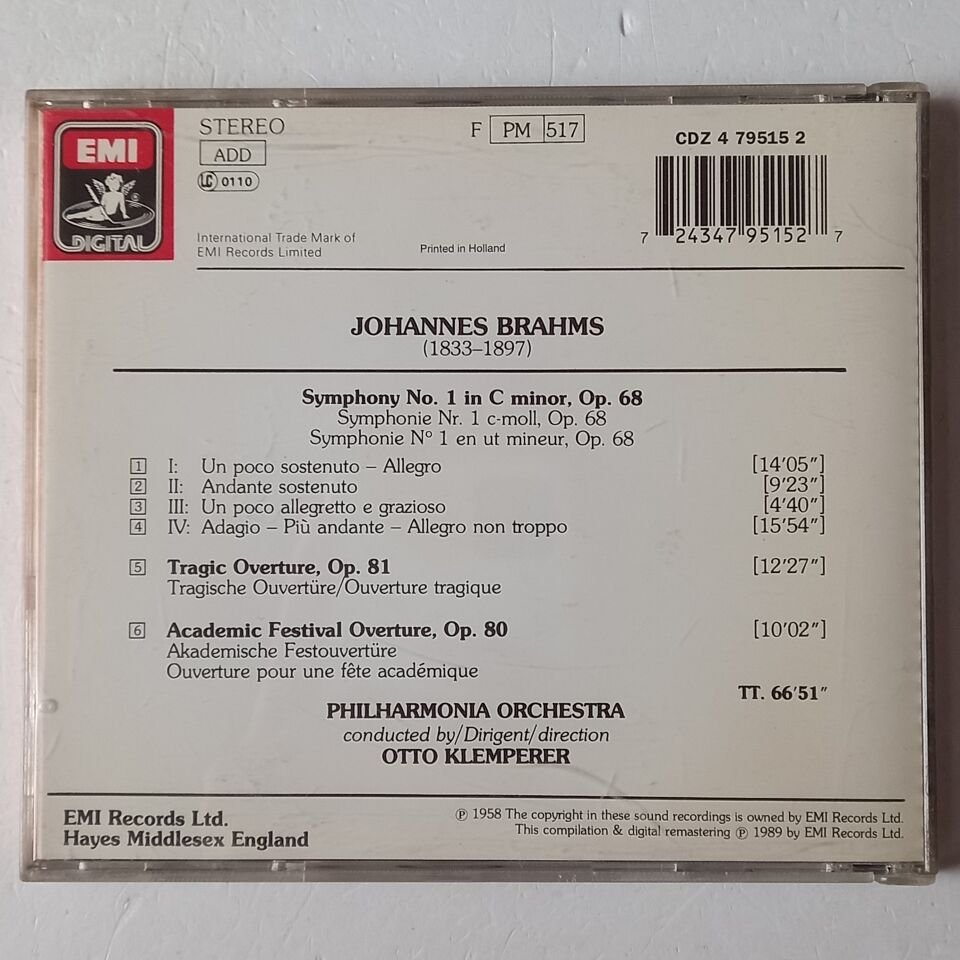 EMI
DIGITAL
STEREO
ADD
LC 0110
F PM 517
CDZ 4 79515 2
7 24347 95152 7
International Trade Mark of
EMI Records Limited
Printed in Holland
JOHANNES BRAHMS
(1833–1897)
Symphony No. 1 in C minor, Op. 68
Symphonie Nr. 1 c-moll, Op. 68
Symphonie N° 1 en ut mineur, Op. 68
1 I: Un poco sostenuto – Allegro [14′05″]
2 II: Andante sostenuto [9′23″]
3 III: Un poco allegretto e grazioso [4′40″]
4 IV: Adagio – Più andante – Allegro non troppo [15′54″]
5 Tragic Overture, Op. 81 [12′27″]
Tragische Ouvertüre/Ouverture tragique
6 Academic Festival Overture, Op. 80 [10′02″]
Akademische Festouvertüre
Ouverture pour une fête académique
TT. 66′51″
PHILHARMONIA ORCHESTRA
conducted by/Dirigent/direction
OTTO KLEMPERER
EMI Records Ltd.
Hayes Middlesex England
℗ 1958 The copyright in these sound recordings is owned by EMI Records Ltd.
This compilation & digital remastering ℗ 1989 by EMI Records Ltd.